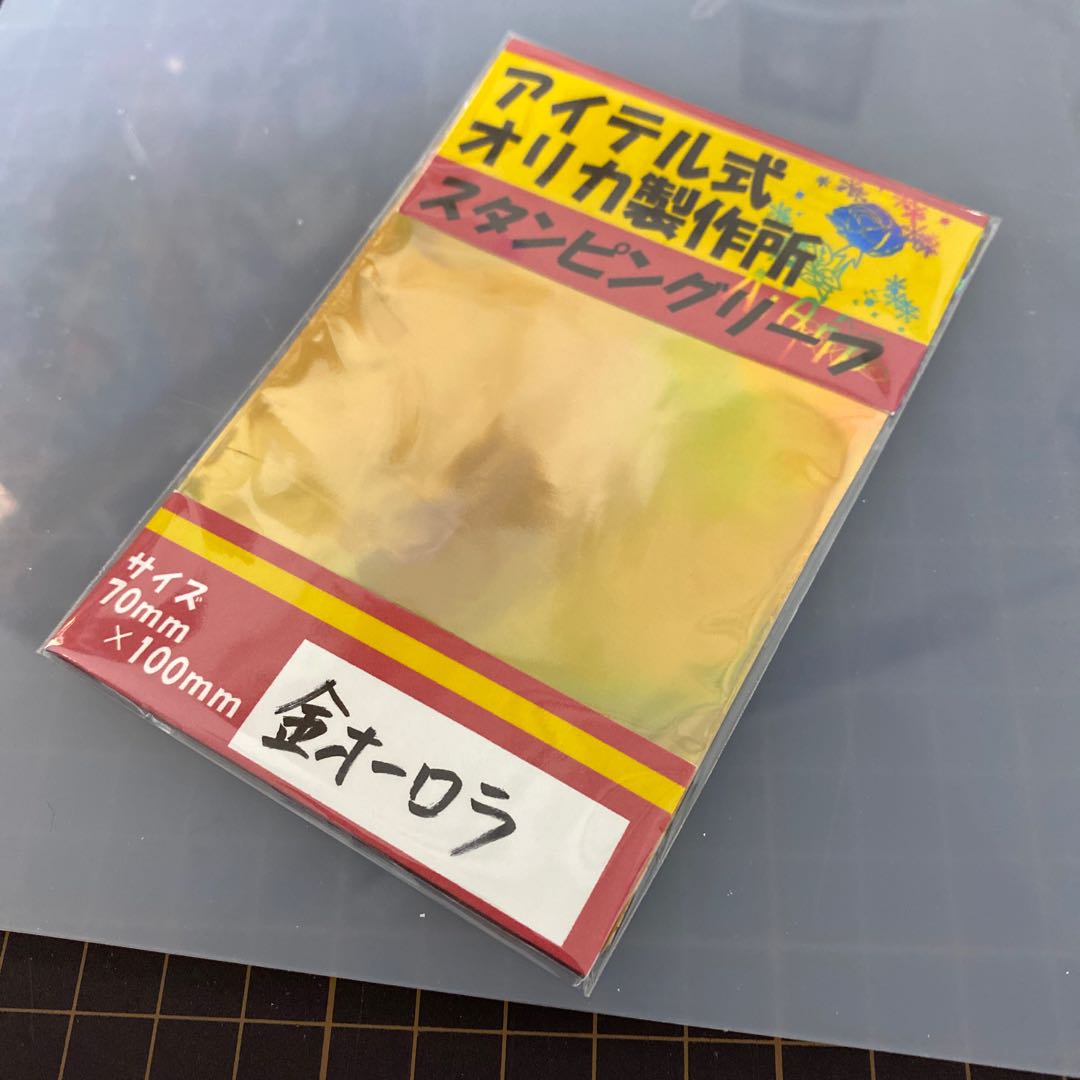 アイテル式
オリカ製作所
スタンピングリーフ
サイズ
70mm
×100mm
金オーロラ